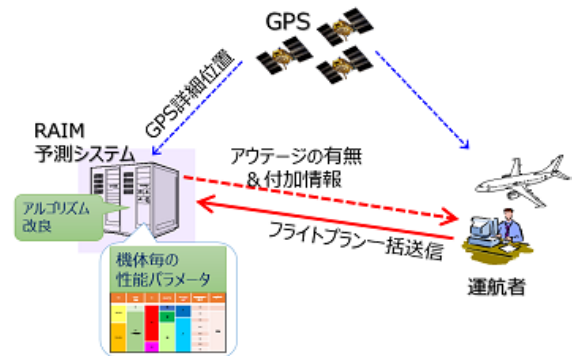 GPS
GPS詳細位置
RAIM
予測システム
アウテージの有無
＆付加情報
アルゴリズム
改良
フライトプラン一括送信
機体毎の
性能パラメータ
運航者